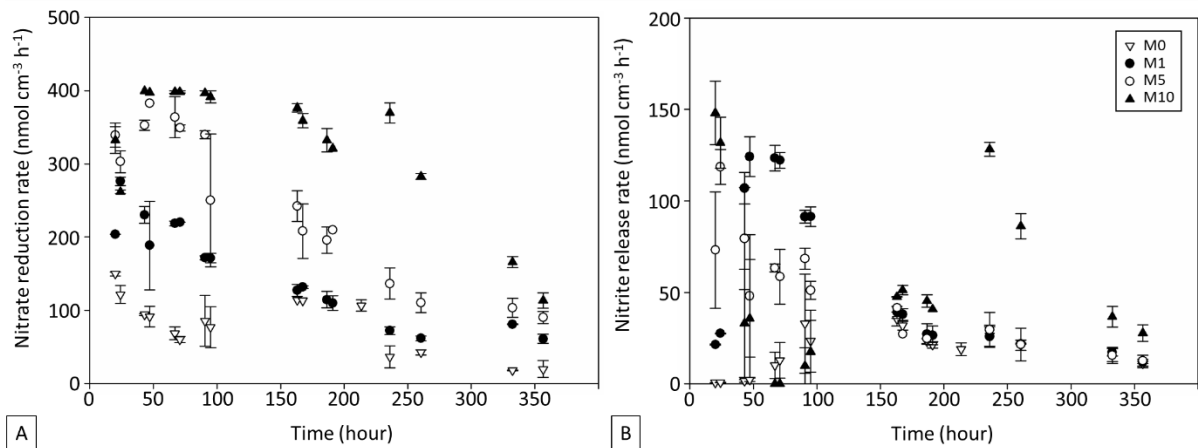 500
400
300
200
100
0
Nitrate reduction rate (nmol cm⁻³ h⁻¹)
0 50 100 150 200 250 300 350
Time (hour)
A
200
150
100
50
0
Nitrite release rate (nmol cm⁻³ h⁻¹)
M0
M1
M5
M10
0 50 100 150 200 250 300 350
Time (hour)
B